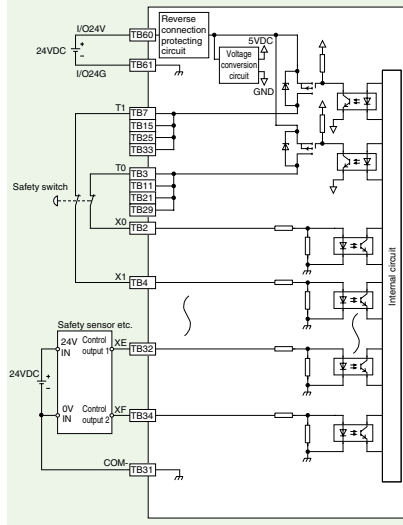 I/O24V
TB60
Reverse
connection
protecting
circuit
5VDC
Voltage
conversion
circuit
GND
24VDC
+
-
TB61
I/O24G
T1
TB7
TB15
TB25
TB33
T0
TB3
TB11
TB21
TB29
Safety switch
X0
TB2
X1
TB4
Internal circuit
Safety sensor etc.
24V
IN
Control
output 1
XE
TB32
24VDC
+
-
0V
IN
Control
output 2
XF
TB34
COM-
TB31